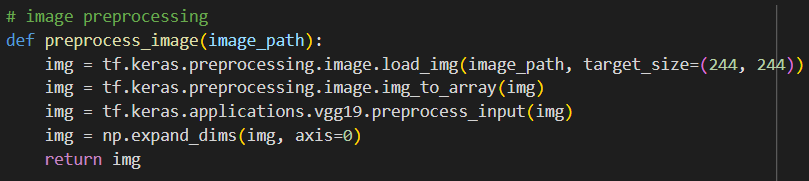 # image preprocessing
def preprocess_image(image_path):
    img = tf.keras.preprocessing.image.load_img(image_path, target_size=(244, 244))
    img = tf.keras.preprocessing.image.img_to_array(img)
    img = tf.keras.applications.vgg19.preprocess_input(img)
    img = np.expand_dims(img, axis=0)
    return img